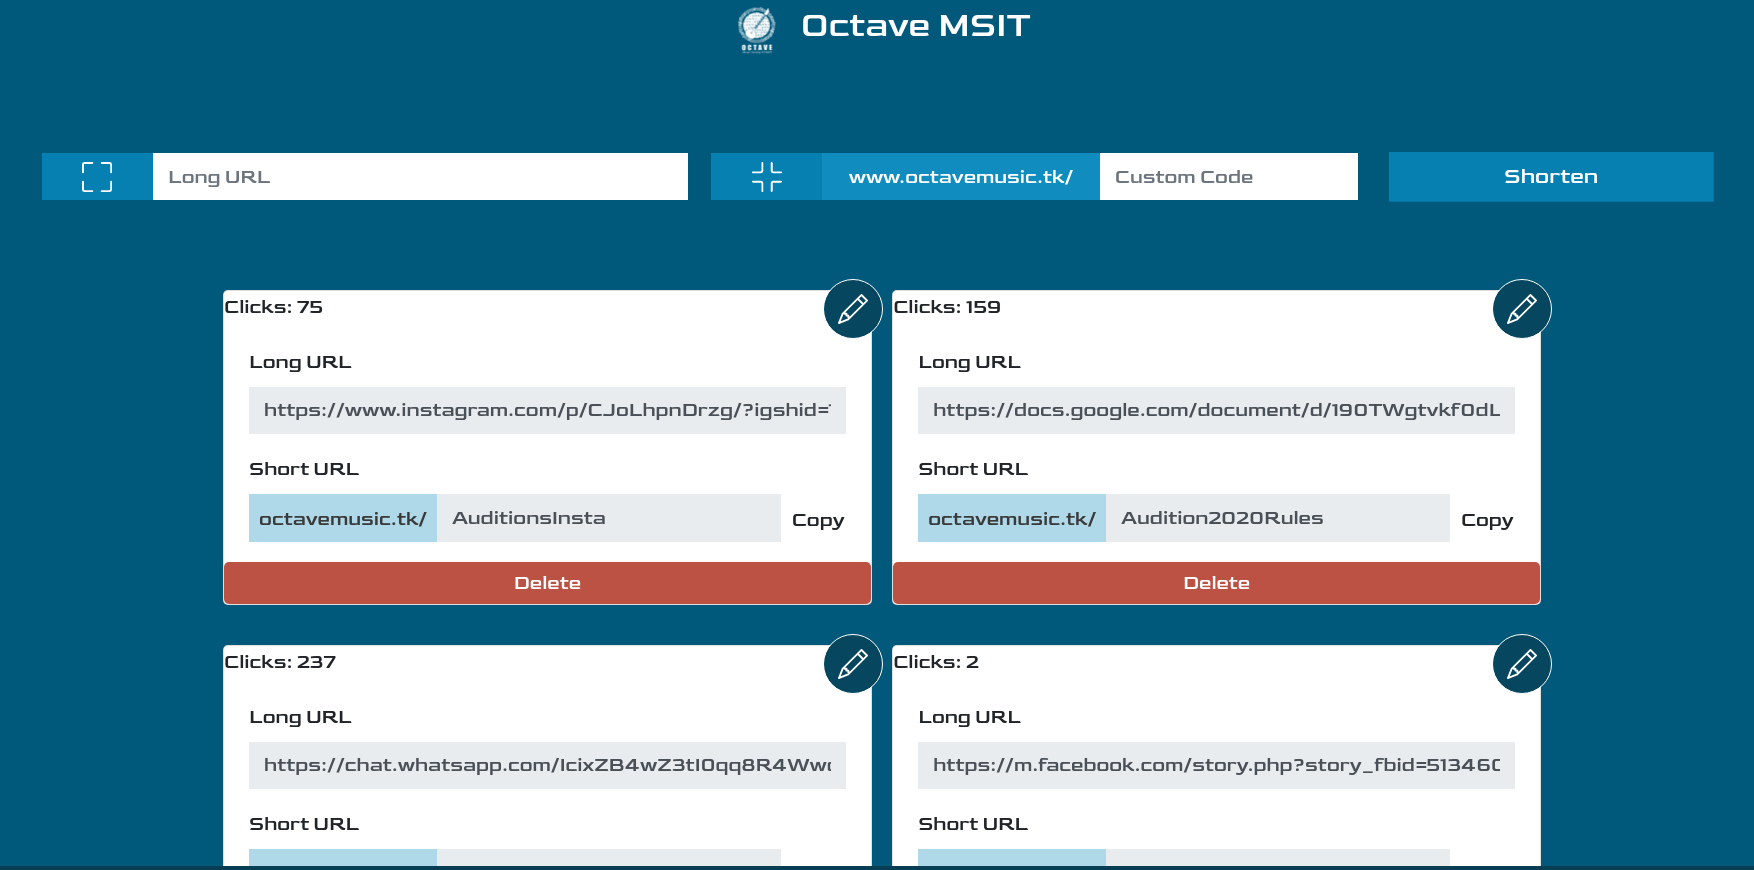 OCTAVE
Octave MSIT
Long URL
www.octavemusic.tk/
Custom Code
Shorten
Clicks: 75
Long URL
https://www.instagram.com/p/CJoLhpnDrzg/?igshid=
Short URL
octavemusic.tk/
AuditionsInsta
Copy
Delete
Clicks: 159
Long URL
https://docs.google.com/document/d/190TWgtvkf0dL
Short URL
octavemusic.tk/
Audition2020Rules
Copy
Delete
Clicks: 237
Long URL
https://chat.whatsapp.com/IcixZB4wZ3tI0qq8R4Ww
Short URL
Clicks: 2
Long URL
https://m.facebook.com/story.php?story_fbid=51346
Short URL